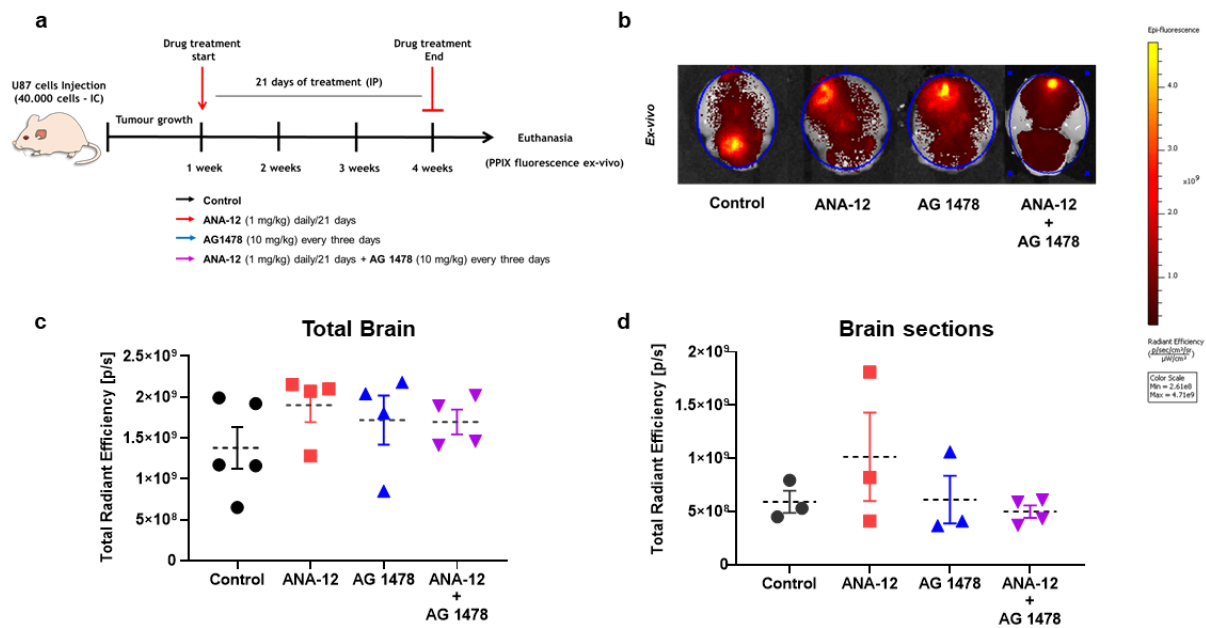 a
Drug treatment
start
Drug treatment
End
21 days of treatment (IP)
U87 cells Injection
(40.000 cells - IC)
Tumour growth
1 week
2 weeks
3 weeks
4 weeks
Euthanasia
(PPIX fluorescence ex-vivo)
Control
ANA-12 (1 mg/kg) daily/21 days
AG1478 (10 mg/kg) every three days
ANA-12 (1 mg/kg) daily/21 days + AG 1478 (10 mg/kg) every three days
b
Ex-vivo
Control
ANA-12
AG 1478
ANA-12
+
AG 1478
Epi-fluorescence
4.0
3.0
x10⁹
2.0
1.0
Radiant Efficiency
(p/sec/cm²/sr
µW/cm²)
Color Scale
Min = 2.61e8
Max = 4.71e9
c
Total Brain
Total Radiant Efficiency [p/s]
2.5×10⁹
2×10⁹
1.5×10⁹
1×10⁹
5×10⁸
0
Control
ANA-12
AG 1478
ANA-12
+
AG 1478
d
Brain sections
Total Radiant Efficiency [p/s]
2×10⁹
1.5×10⁹
1×10⁹
5×10⁸
0
Control
ANA-12
AG 1478
ANA-12
+
AG 1478